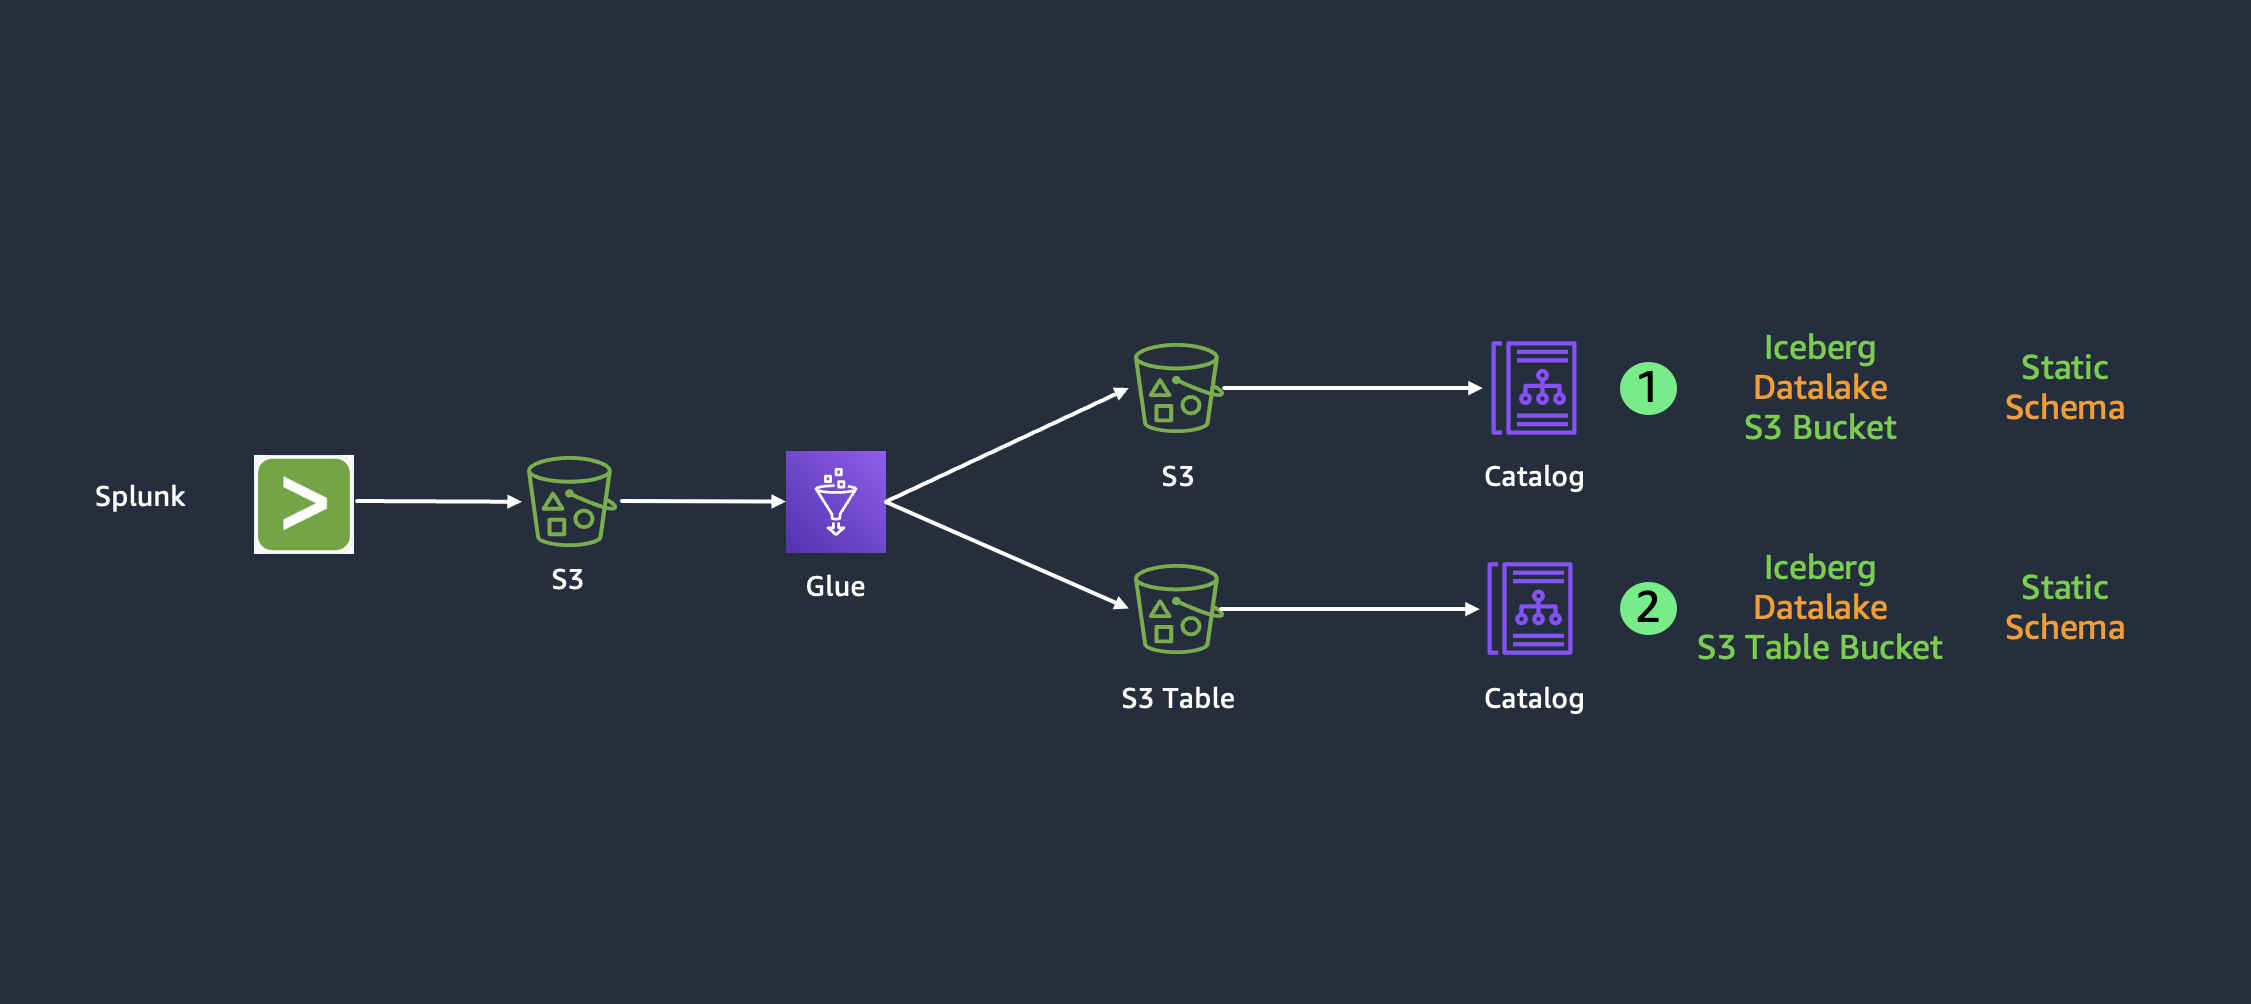 Splunk
S3
Glue
S3
Catalog
1
Iceberg
Datalake
S3 Bucket
Static
Schema
S3 Table
Catalog
2
Iceberg
Datalake
S3 Table Bucket
Static
Schema